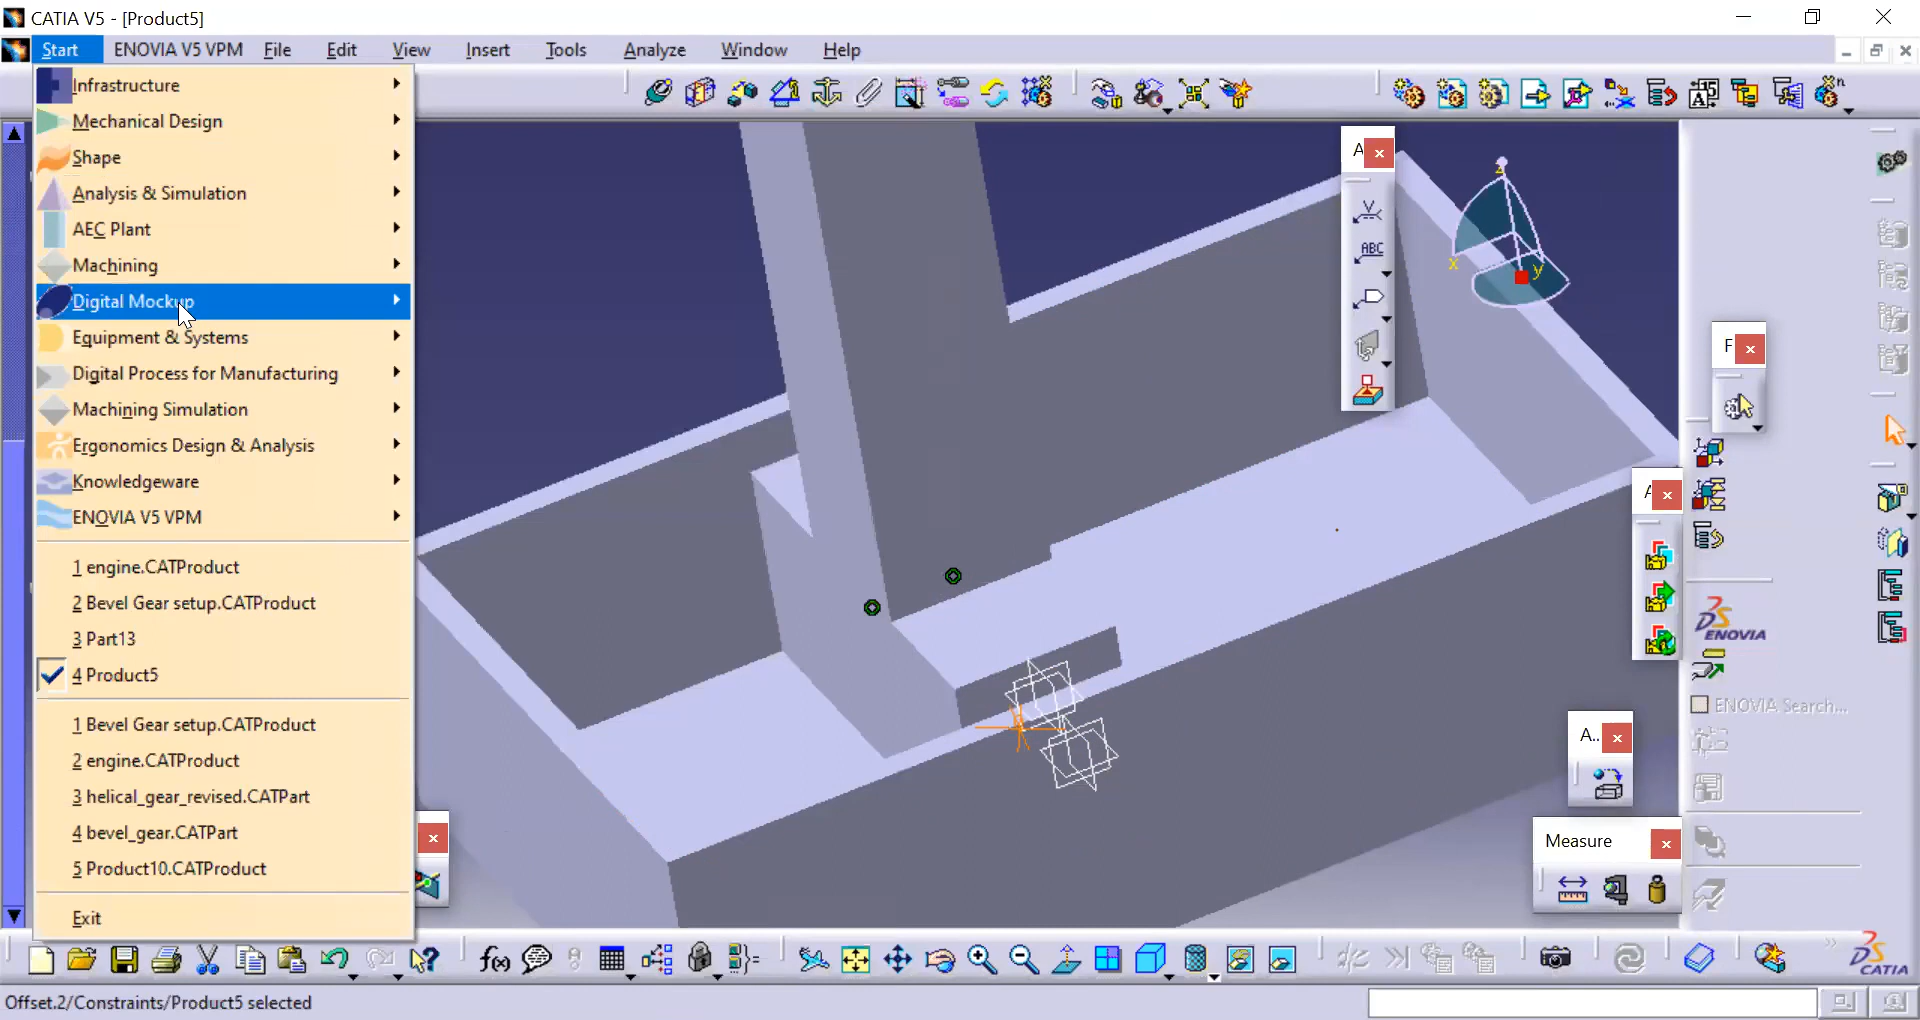 CATIA V5 - [Product5]
Start ENOVIA V5 VPM File Edit View Insert Tools Analyze Window Help
Infrastructure
Mechanical Design
Shape
Analysis & Simulation
AEC Plant
Machining
Digital Mockup
Equipment & Systems
Digital Process for Manufacturing
Machining Simulation
Ergonomics Design & Analysis
Knowledgeware
ENOVIA V5 VPM
1 engine.CATProduct
2 Bevel Gear setup.CATProduct
3 Part13
4 Product5
1 Bevel Gear setup.CATProduct
2 engine.CATProduct
3 helical_gear_revised.CATPart
4 bevel_gear.CATPart
5 Product10.CATProduct
Exit
A
ABC
z
x
y
F
A
ENOVIA
ENOVIA Search...
A..
Measure
f(x)
CATIA
Offset.2/Constraints/Product5 selected